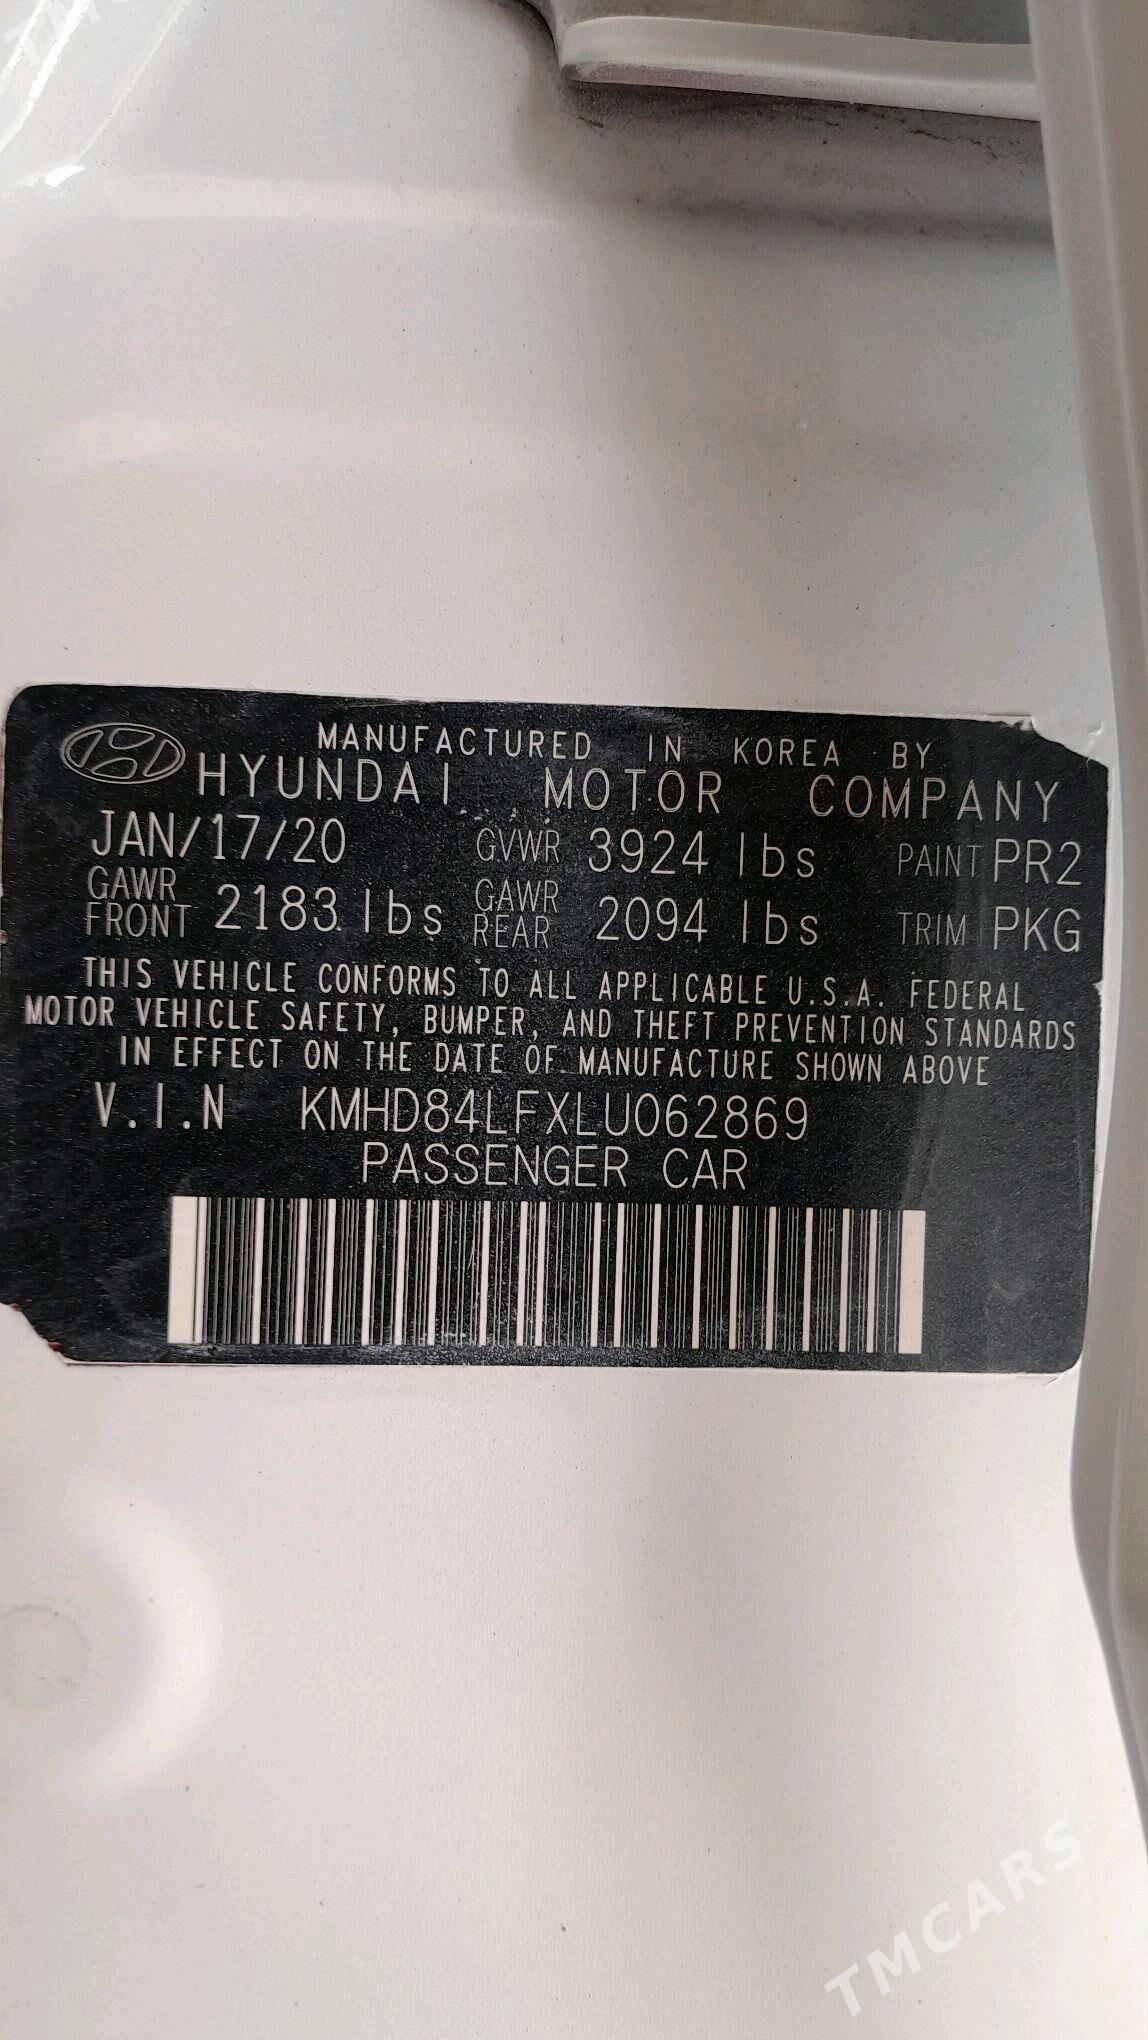 MANUFACTURED IN KOREA BY
HYUNDAI MOTOR COMPANY
JAN/17/20 GVWR 3924 lbs PAINT PR2
GAWR FRONT 2183 lbs GAWR REAR 2094 lbs TRIM PKG
THIS VEHICLE CONFORMS TO ALL APPLICABLE U.S.A. FEDERAL
MOTOR VEHICLE SAFETY, BUMPER, AND THEFT PREVENTION STANDARDS
IN EFFECT ON THE DATE OF MANUFACTURE SHOWN ABOVE
V.I.N KMHD84LFXLU062869
PASSENGER CAR
TMCARS